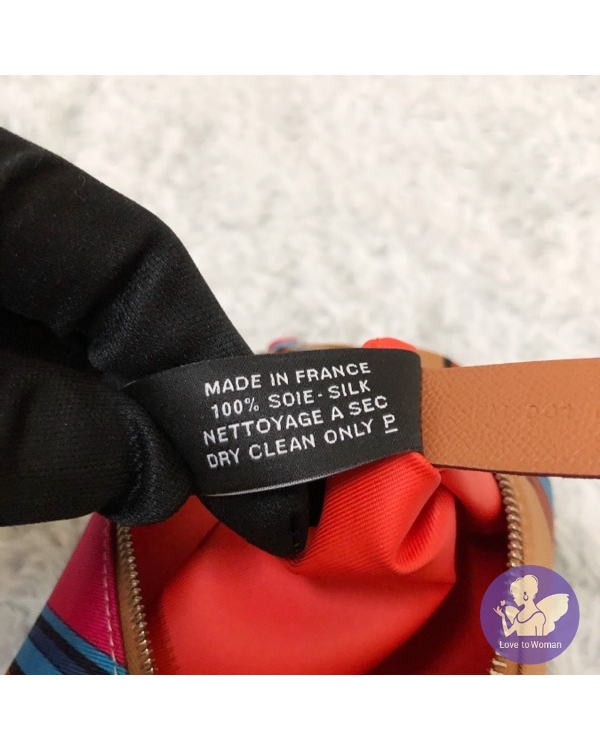 MADE IN FRANCE
100% SOIE - SILK
NETTOYAGE A SEC
DRY CLEAN ONLY P
Love to Woman